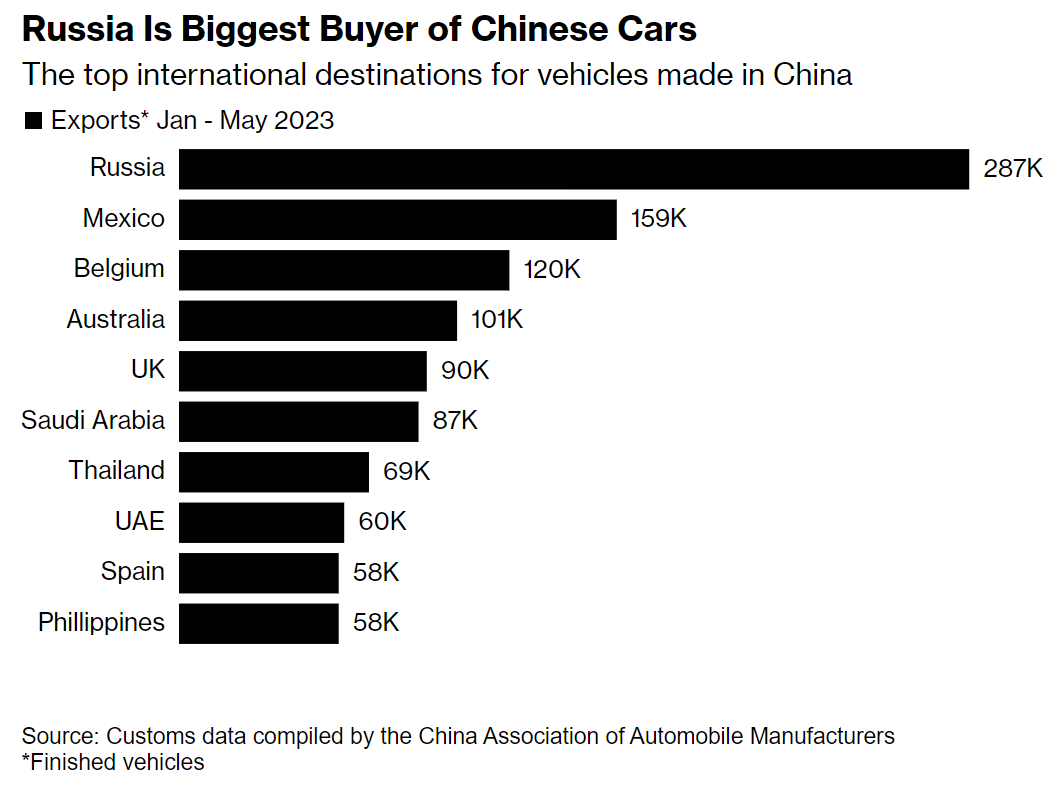 Russia Is Biggest Buyer of Chinese Cars
The top international destinations for vehicles made in China
Exports* Jan - May 2023
Russia 287K
Mexico 159K
Belgium 120K
Australia 101K
UK 90K
Saudi Arabia 87K
Thailand 69K
UAE 60K
Spain 58K
Phillippines 58K
Source: Customs data compiled by the China Association of Automobile Manufacturers
*Finished vehicles